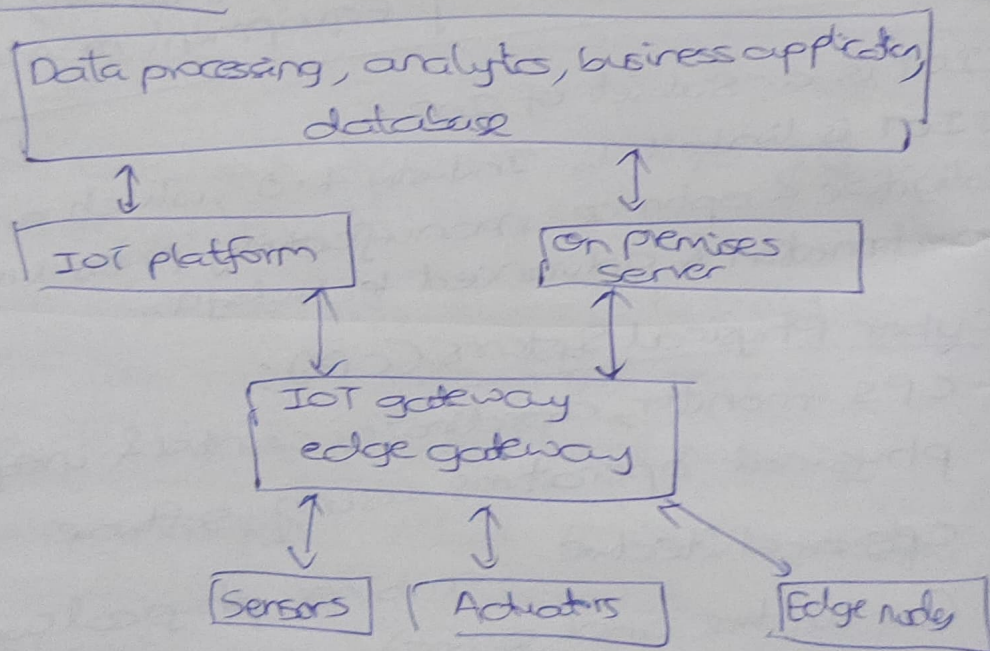 Data processing, analytics, business application,
database
IOT platform
On premises
server
IOT gateway
edge gateway
Sensors
Actuators
Edge nodes